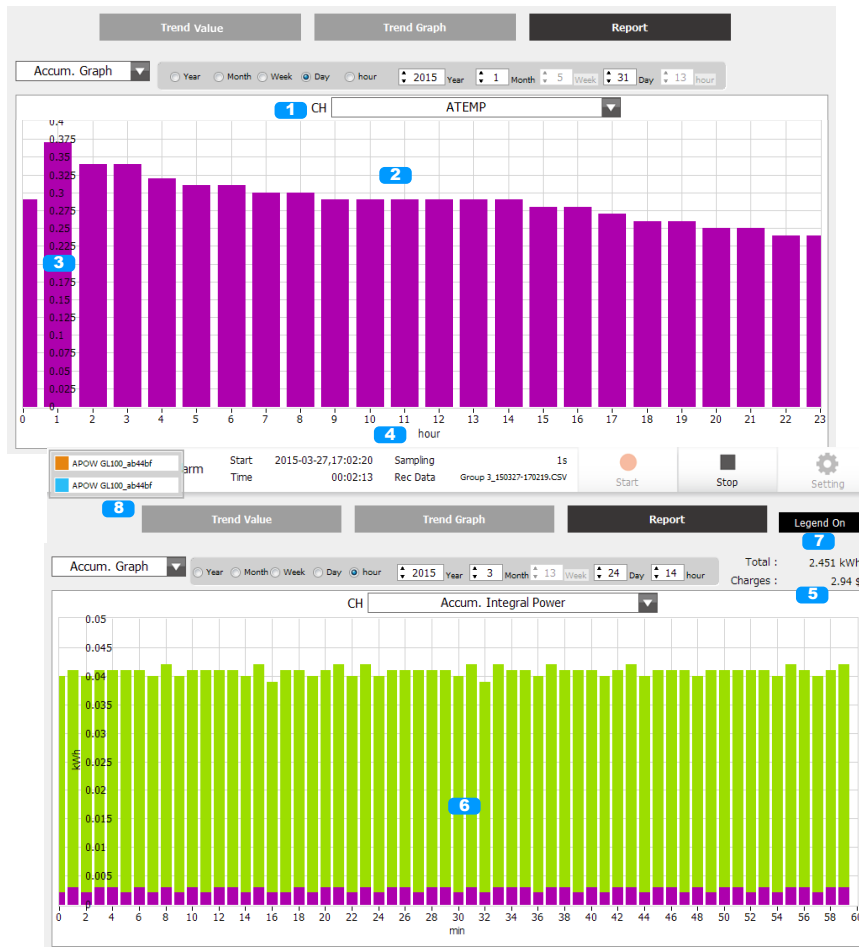 Trend Value Trend Graph Report
Accum. Graph Year Month Week Day hour 2015 Year 1 Month 5 Week 31 Day 13 hour
1 CH ATEMP
0.4
0.375
0.35
2
0.325
0.3
0.275
0.25
3
0.175
0.15
0.125
0.1
0.075
0.05
0.025
0
0 1 2 3 4 5 6 7 8 9 10 11 12 13 14 15 16 17 18 19 20 21 22 23
4 hour
APOW GL100_ab44bf
APOW GL100_ab44bf
arm
Start 2015-03-27,17:02:20 Sampling 1s
Time 00:02:13 Rec Data Group 3_150327-170219.CSV
Start Stop Setting
8
Trend Value Trend Graph Report Legend On
7
Accum. Graph Year Month Week Day hour 2015 Year 3 Month 13 Week 24 Day 14 hour
Total : 2.451 kWh
Charges : 2.94 $
5
CH Accum. Integral Power
0.05
0.045
0.04
0.035
0.03
kWh
0.025
0.02
6
0.015
0.01
0.005
0
0 2 4 6 8 10 12 14 16 18 20 22 24 26 28 30 32 34 36 38 40 42 44 46 48 50 52 54 56 58 60
min